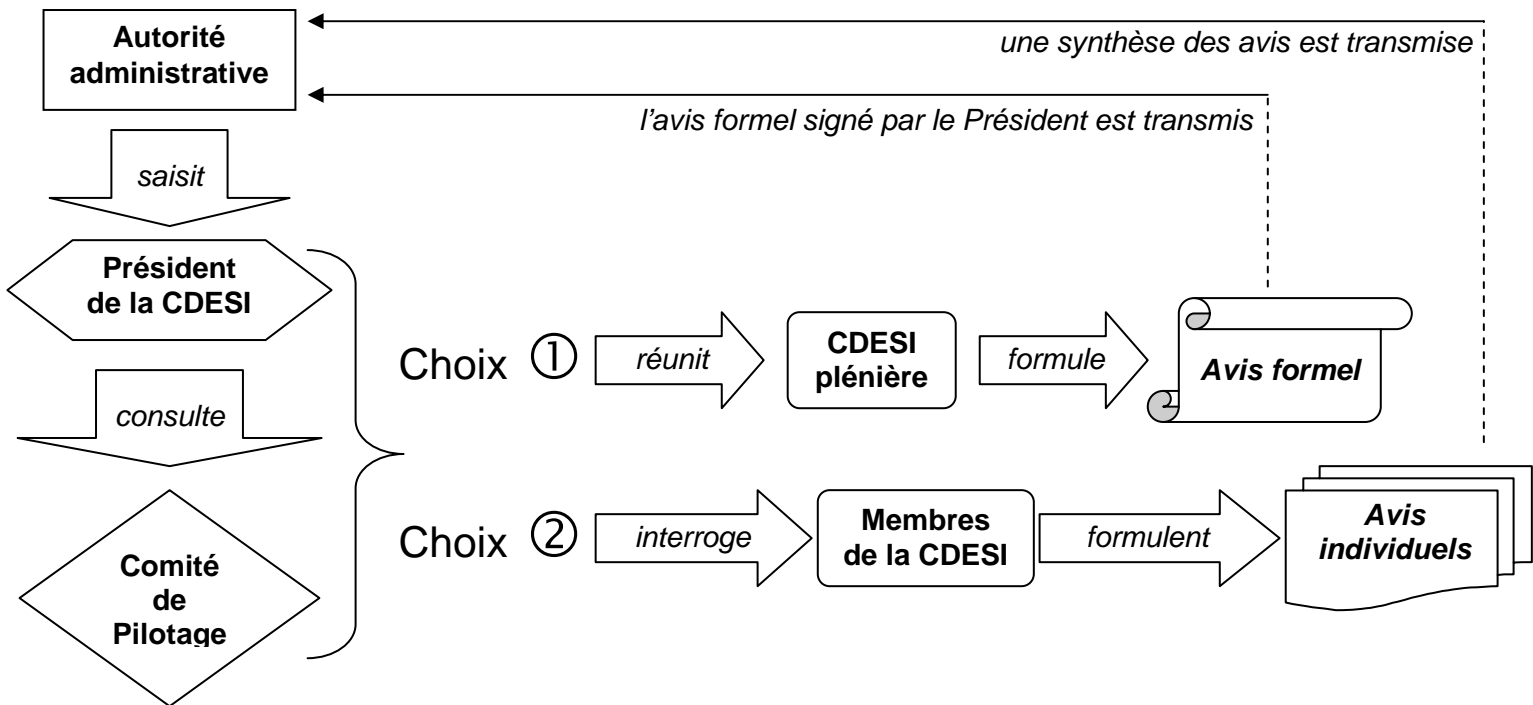 Autorité
administrative
une synthèse des avis est transmise
l'avis formel signé par le Président est transmis
saisit
Président
de la CDESI
consulte
Comité
de
Pilotage
Choix ①
réunit
CDESI
plénière
formule
Avis formel
Choix ②
interroge
Membres
de la CDESI
formulent
Avis
individuels